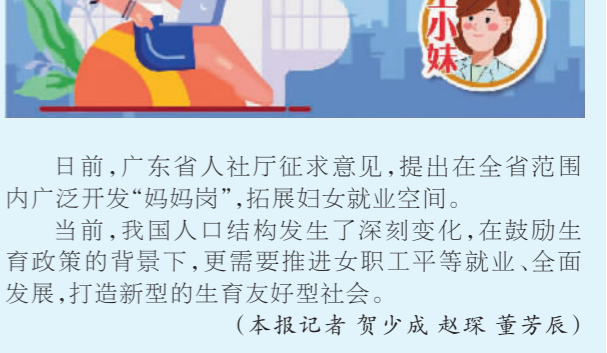 小妹
日前,广东省人社厅征求意见,提出在全省范围
内广泛开发“妈妈岗”,拓展妇女就业空间。
当前,我国人口结构发生了深刻变化,在鼓励生
育政策的背景下,更需要推进女职工平等就业、全面
发展,打造新型的生育友好型社会。
(本报记者 贺少成 赵琛 董芳辰)